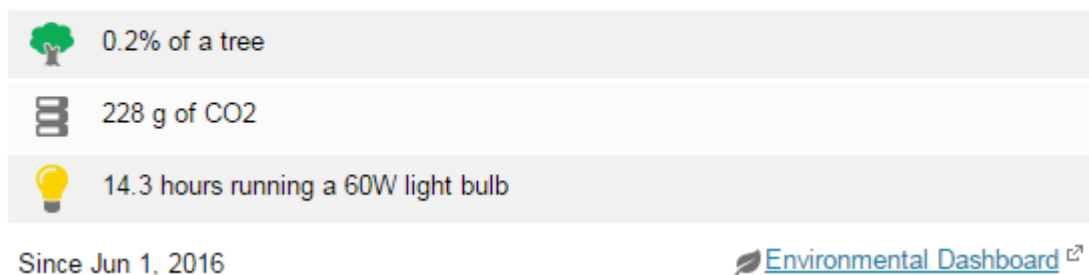 0.2% of a tree
228 g of CO2
14.3 hours running a 60W light bulb
Since Jun 1, 2016 Environmental Dashboard